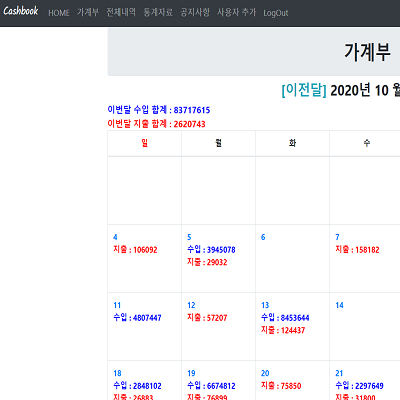 Cashbook HOME 가계부 전체내역 통계자료 공지사항 사용자 추가 LogOut
가계부
[이전달] 2020년 10 월
이번달 수입 합계 : 83717615
이번달 지출 합계 : 2620743
일 월 화 수
4 5 6 7
지출 : 106092 수입 : 3945078 지출 : 158182
지출 : 29032
11 12 13 14
수입 : 4807447 지출 : 57207 수입 : 8453644
지출 : 124437
18 19 20 21
수입 : 2848102 수입 : 6674812 지출 : 75850 수입 : 2297649
지출 : 26883 지출 : 76899 지출 : 31800